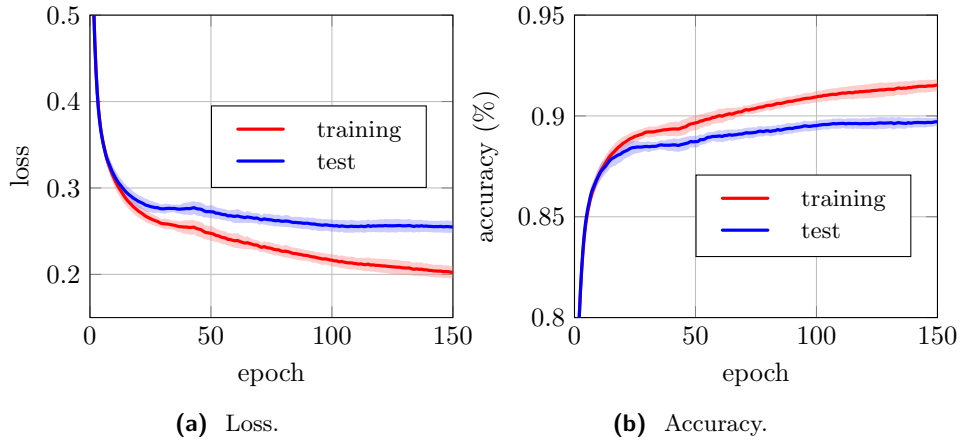 0.5
0.4
0.3
0.2
loss
training
test
0 50 100 150
epoch
(a) Loss.
0.95
0.9
0.85
0.8
accuracy (%)
training
test
0 50 100 150
epoch
(b) Accuracy.